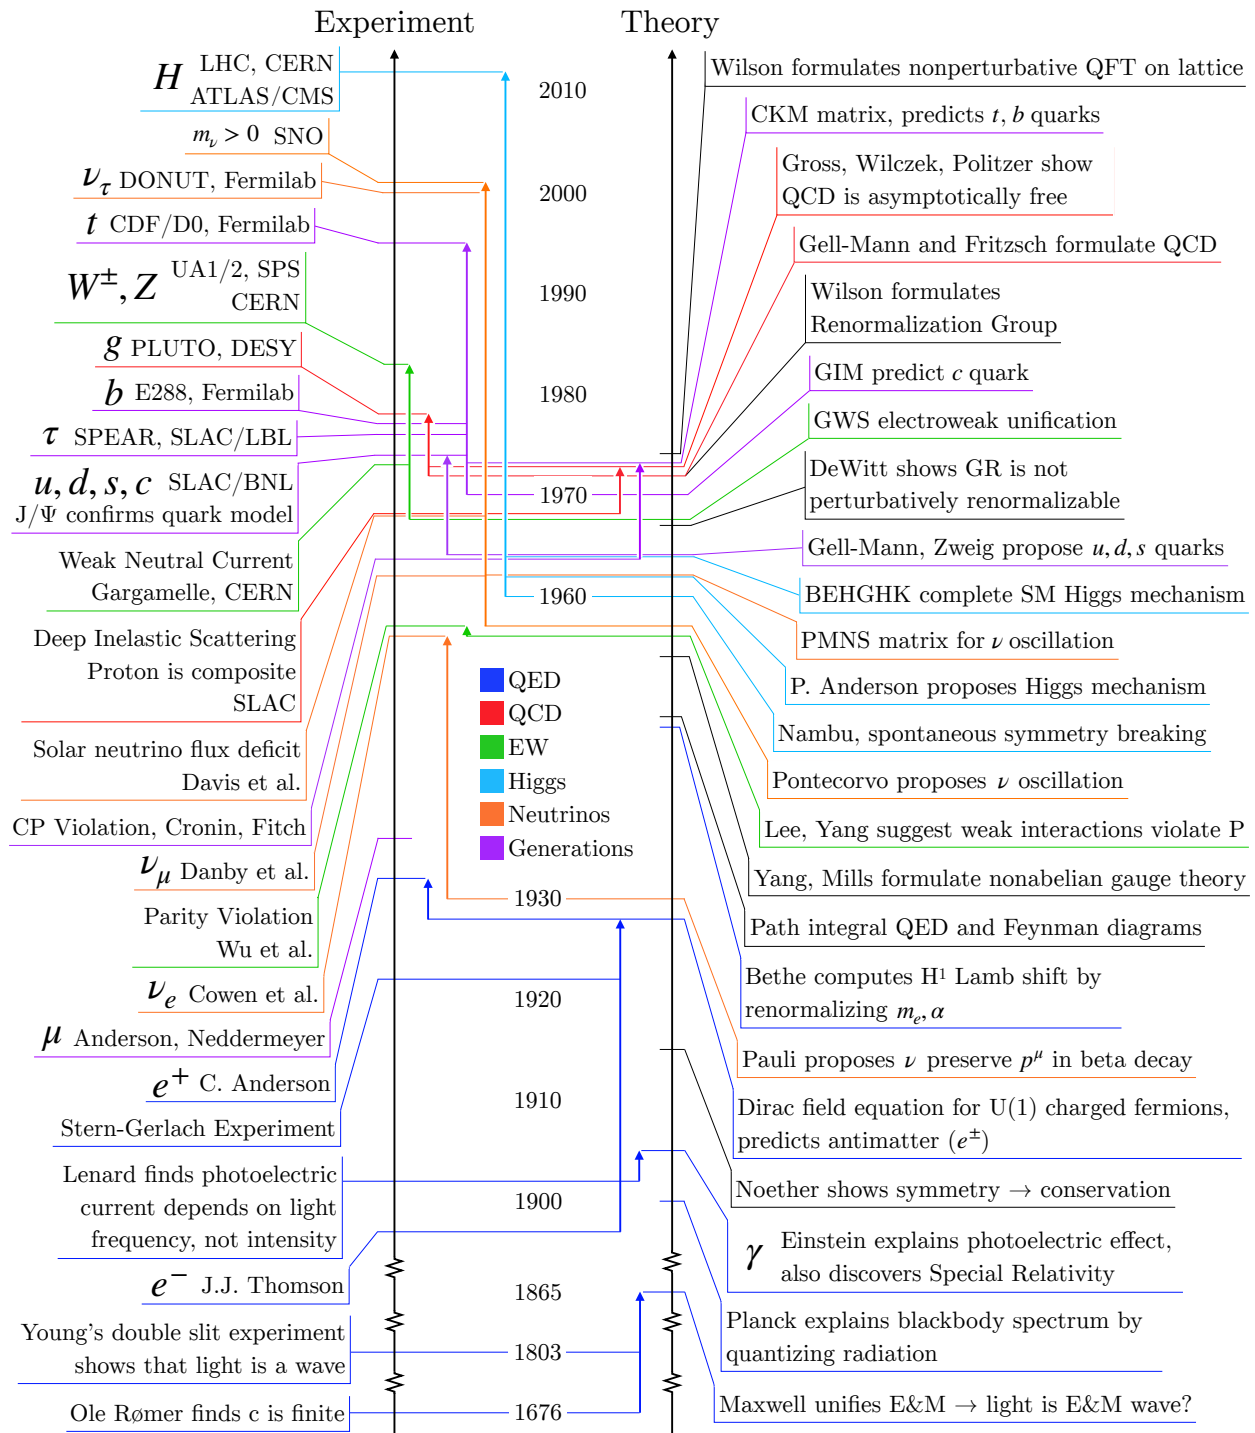 Experiment
Theory
H LHC, CERN
ATLAS/CMS
m_ν > 0 SNO
ν_τ DONUT, Fermilab
t CDF/D0, Fermilab
W^±, Z UA1/2, SPS
CERN
g PLUTO, DESY
b E288, Fermilab
τ SPEAR, SLAC/LBL
u, d, s, c SLAC/BNL
J/Ψ confirms quark model
Weak Neutral Current
Gargamelle, CERN
Deep Inelastic Scattering
Proton is composite
SLAC
Solar neutrino flux deficit
Davis et al.
CP Violation, Cronin, Fitch
ν_μ Danby et al.
Parity Violation
Wu et al.
ν_e Cowen et al.
μ Anderson, Neddermeyer
e^+ C. Anderson
Stern-Gerlach Experiment
Lenard finds photoelectric
current depends on light
frequency, not intensity
e^− J.J. Thomson
Young's double slit experiment
shows that light is a wave
Ole Rømer finds c is finite
2010
2000
1990
1980
1970
1960
QED
QCD
EW
Higgs
Neutrinos
Generations
1930
1920
1910
1900
1865
1803
1676
Wilson formulates nonperturbative QFT on lattice
CKM matrix, predicts t, b quarks
Gross, Wilczek, Politzer show
QCD is asymptotically free
Gell-Mann and Fritzsch formulate QCD
Wilson formulates
Renormalization Group
GIM predict c quark
GWS electroweak unification
DeWitt shows GR is not
perturbatively renormalizable
Gell-Mann, Zweig propose u, d, s quarks
BEHGHK complete SM Higgs mechanism
PMNS matrix for ν oscillation
P. Anderson proposes Higgs mechanism
Nambu, spontaneous symmetry breaking
Pontecorvo proposes ν oscillation
Lee, Yang suggest weak interactions violate P
Yang, Mills formulate nonabelian gauge theory
Path integral QED and Feynman diagrams
Bethe computes H¹ Lamb shift by
renormalizing m_e, α
Pauli proposes ν preserve p^μ in beta decay
Dirac field equation for U(1) charged fermions,
predicts antimatter (e^±)
Noether shows symmetry → conservation
γ Einstein explains photoelectric effect,
also discovers Special Relativity
Planck explains blackbody spectrum by
quantizing radiation
Maxwell unifies E&M → light is E&M wave?